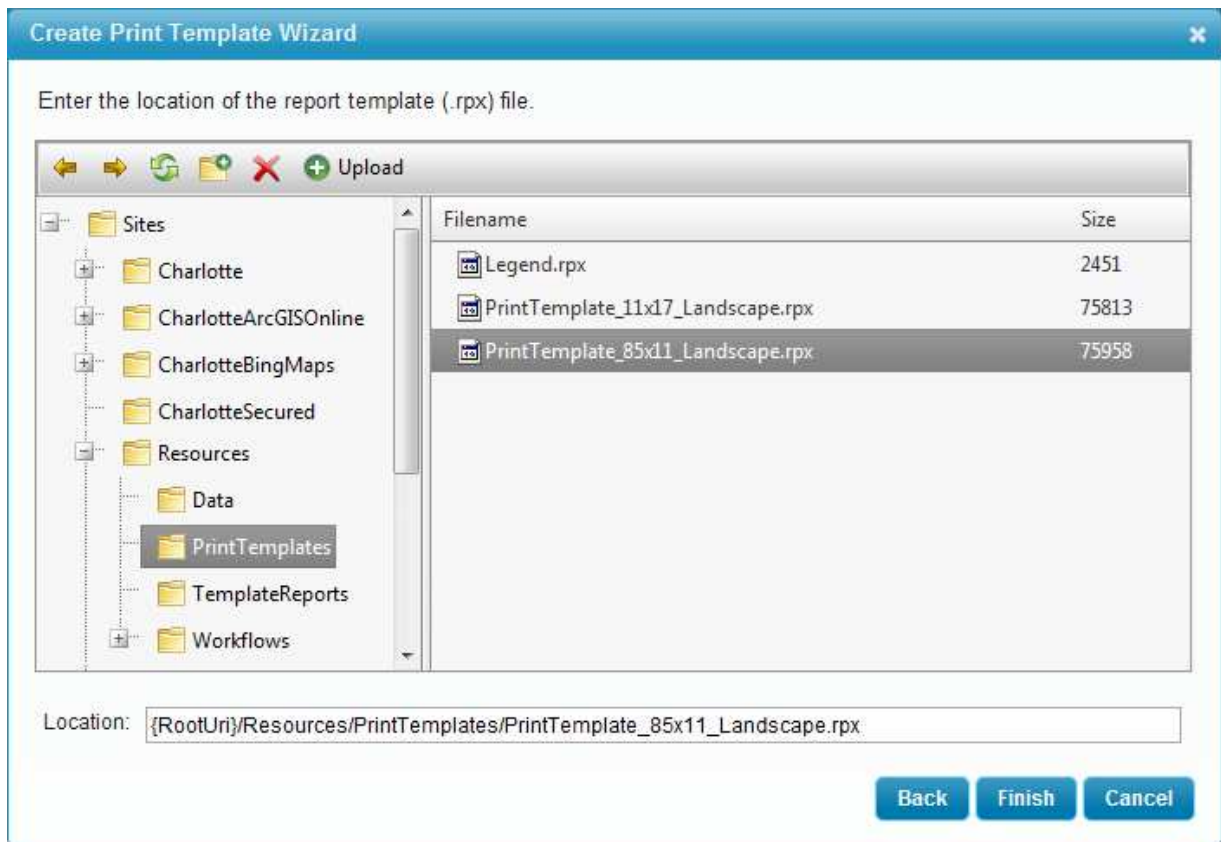 Create Print Template Wizard
Enter the location of the report template (.rpx) file.
Upload
Sites
Charlotte
CharlotteArcGISOnline
CharlotteBingMaps
CharlotteSecured
Resources
Data
PrintTemplates
TemplateReports
Workflows
Filename Size
Legend.rpx 2451
PrintTemplate_11x17_Landscape.rpx 75813
PrintTemplate_85x11_Landscape.rpx 75958
Location: {RootUri}/Resources/PrintTemplates/PrintTemplate_85x11_Landscape.rpx
Back Finish Cancel